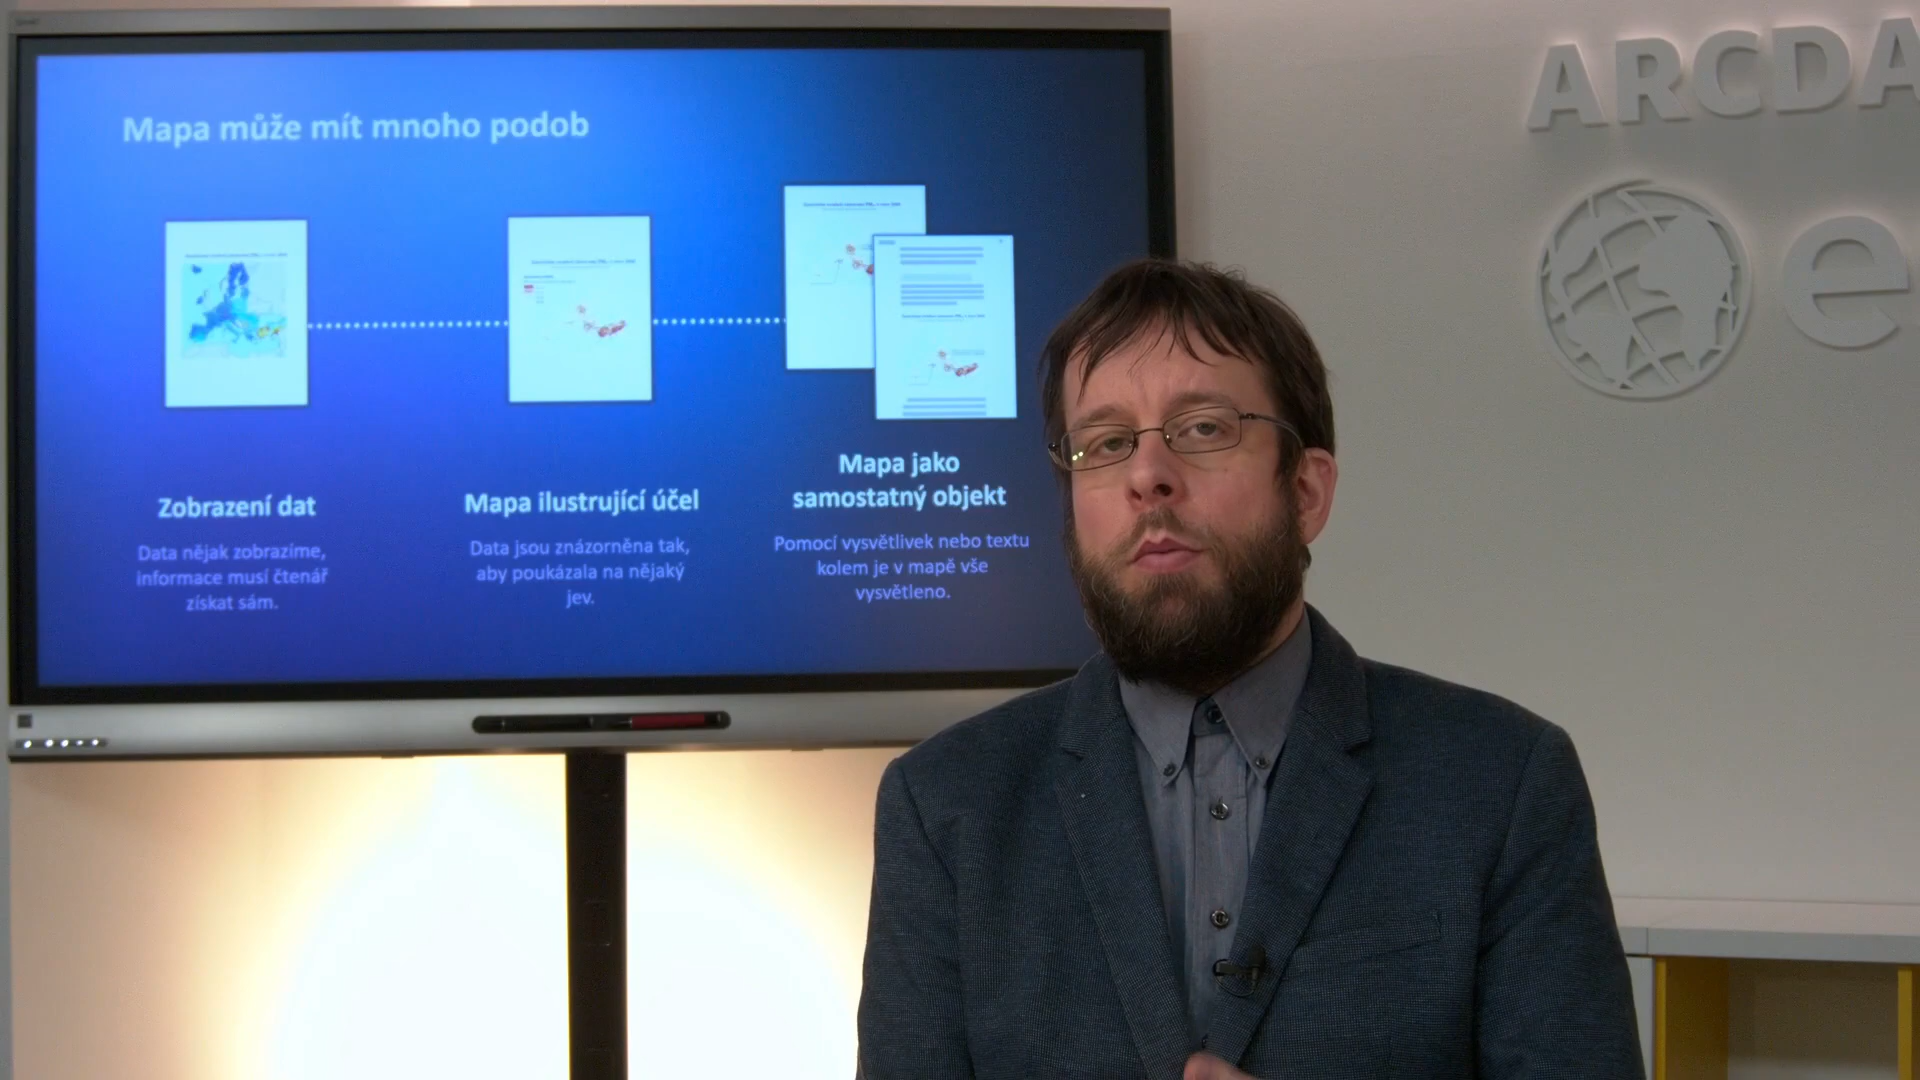 Mapa může mít mnoho podob
Zobrazení dat
Data nějak zobrazíme,
informace musí čtenář
získat sám.
Mapa ilustrující účel
Data jsou znázorněna tak,
aby poukázala na nějaký
jev.
Mapa jako
samostatný objekt
Pomocí vysvětlivek nebo textu
kolem je v mapě vše
vysvětleno.
ARCDA
e